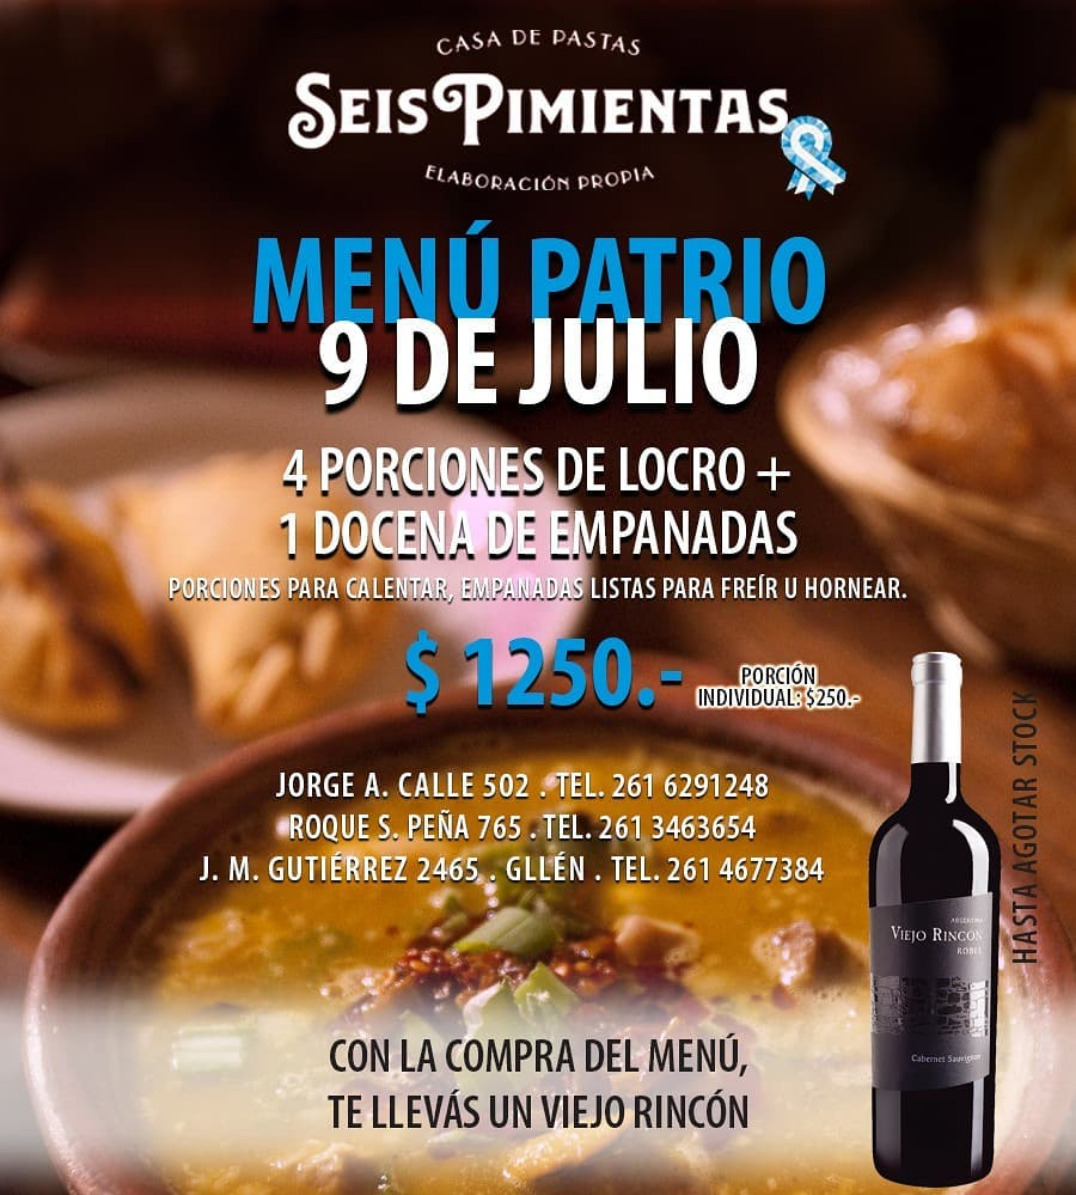 CASA DE PASTAS
SEIS PIMIENTAS
ELABORACIÓN PROPIA
MENÚ PATRIO
9 DE JULIO
4 PORCIONES DE LOCRO +
1 DOCENA DE EMPANADAS
PORCIONES PARA CALENTAR, EMPANADAS LISTAS PARA FREÍR U HORNEAR.
$ 1250.-
PORCIÓN
INDIVIDUAL: $250.-
JORGE A. CALLE 502 . TEL. 261 6291248
ROQUE S. PEÑA 765 . TEL. 261 3463654
J. M. GUTIÉRREZ 2465 . GLLÉN . TEL. 261 4677384
HASTA AGOTAR STOCK
ARGENTINA
VIEJO RINCON
ROBLE
Cabernet Sauvignon
CON LA COMPRA DEL MENÚ,
TE LLEVÁS UN VIEJO RINCÓN